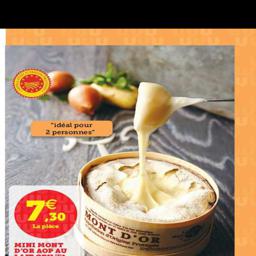 "idéal pour
2 personnes"
7€,30
La pièce
MONT D'OR
MINI MONT
D'OR AOP AU